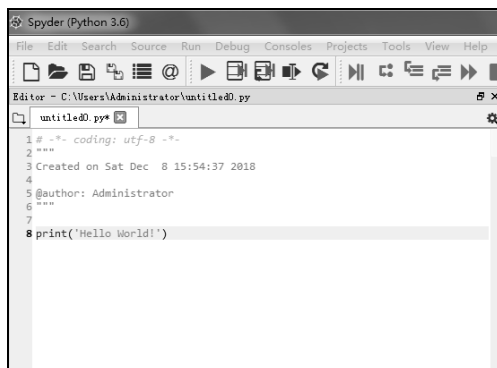 Spyder (Python 3.6)
File Edit Search Source Run Debug Consoles Projects Tools View Help
Editor - C:\Users\Administrator\untitled0.py
untitled0.py*
1 # -*- coding: utf-8 -*-
2 """
3 Created on Sat Dec  8 15:54:37 2018
4
5 @author: Administrator
6 """
7
8 print('Hello World!')